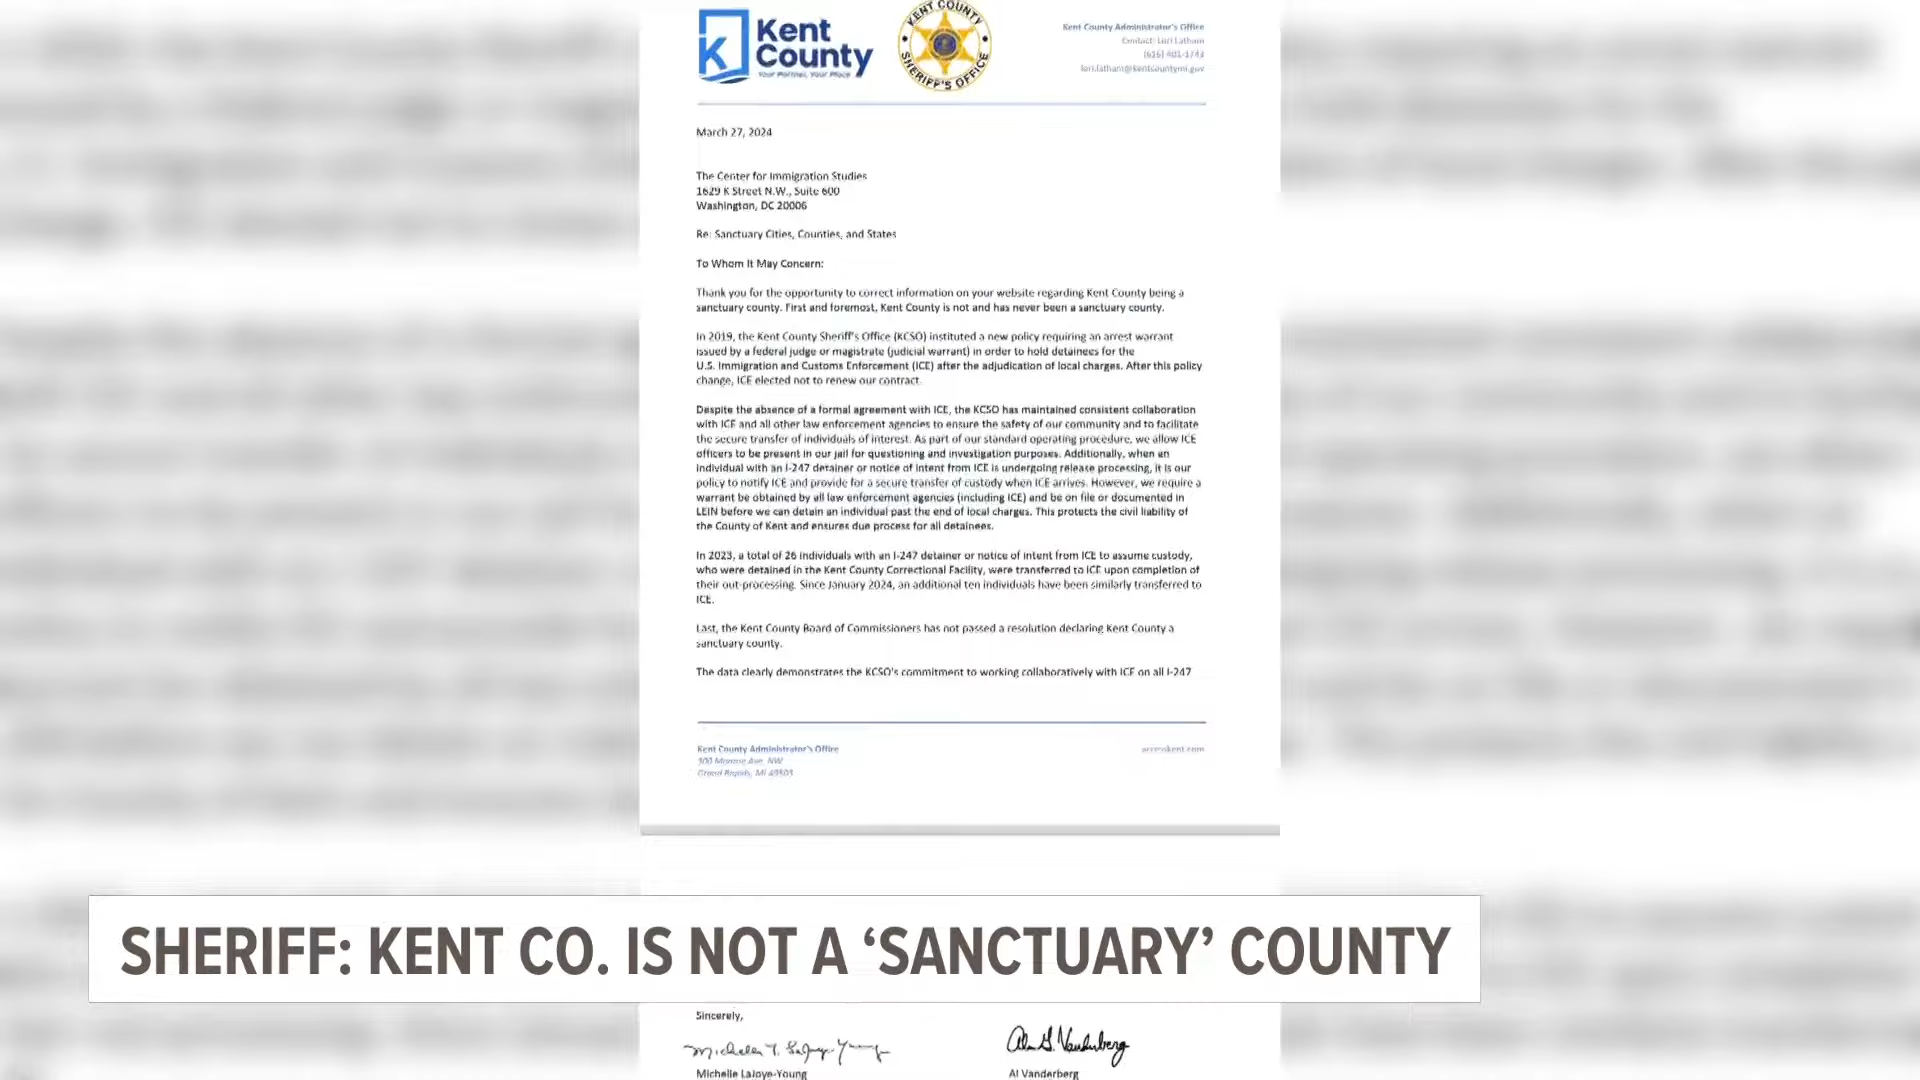 Kent
County
Your Partner, Your Place
KENT COUNTY
SHERIFF'S OFFICE
Kent County Administrator's Office
Contact: Lori Latham
(616) 401-1743
lori.latham@kentcountymi.gov
March 27, 2024
The Center for Immigration Studies
1629 K Street N.W., Suite 600
Washington, DC 20006
Re: Sanctuary Cities, Counties, and States
To Whom It May Concern:
Thank you for the opportunity to correct information on your website regarding Kent County being a
sanctuary county. First and foremost, Kent County is not and has never been a sanctuary county.
In 2019, the Kent County Sheriff's Office (KCSO) instituted a new policy requiring an arrest warrant
issued by a federal judge or magistrate (judicial warrant) in order to hold detainees for the
U.S. Immigration and Customs Enforcement (ICE) after the adjudication of local charges. After this policy
change, ICE elected not to renew our contract.
Despite the absence of a formal agreement with ICE, the KCSO has maintained consistent collaboration
with ICE and all other law enforcement agencies to ensure the safety of our community and to facilitate
the secure transfer of individuals of interest. As part of our standard operating procedure, we allow ICE
officers to be present in our jail for questioning and investigation purposes. Additionally, when an
individual with an I-247 detainer or notice of intent from ICE is undergoing release processing, it is our
policy to notify ICE and provide for a secure transfer of custody when ICE arrives. However, we require a
warrant be obtained by all law enforcement agencies (including ICE) and be on file or documented in
LEIN before we can detain an individual past the end of local charges. This protects the civil liability of
the County of Kent and ensures due process for all detainees.
In 2023, a total of 26 individuals with an I-247 detainer or notice of intent from ICE to assume custody,
who were detained in the Kent County Correctional Facility, were transferred to ICE upon completion of
their out-processing. Since January 2024, an additional ten individuals have been similarly transferred to
ICE.
Last, the Kent County Board of Commissioners has not passed a resolution declaring Kent County a
sanctuary county.
The data clearly demonstrates the KCSO's commitment to working collaboratively with ICE on all I-247
Kent County Administrator's Office
accesskent.com
300 Monroe Ave. NW
Grand Rapids, MI 49503
SHERIFF: KENT CO. IS NOT A ‘SANCTUARY’ COUNTY
Sincerely,
Michelle LaJoye-Young
Al Vanderberg